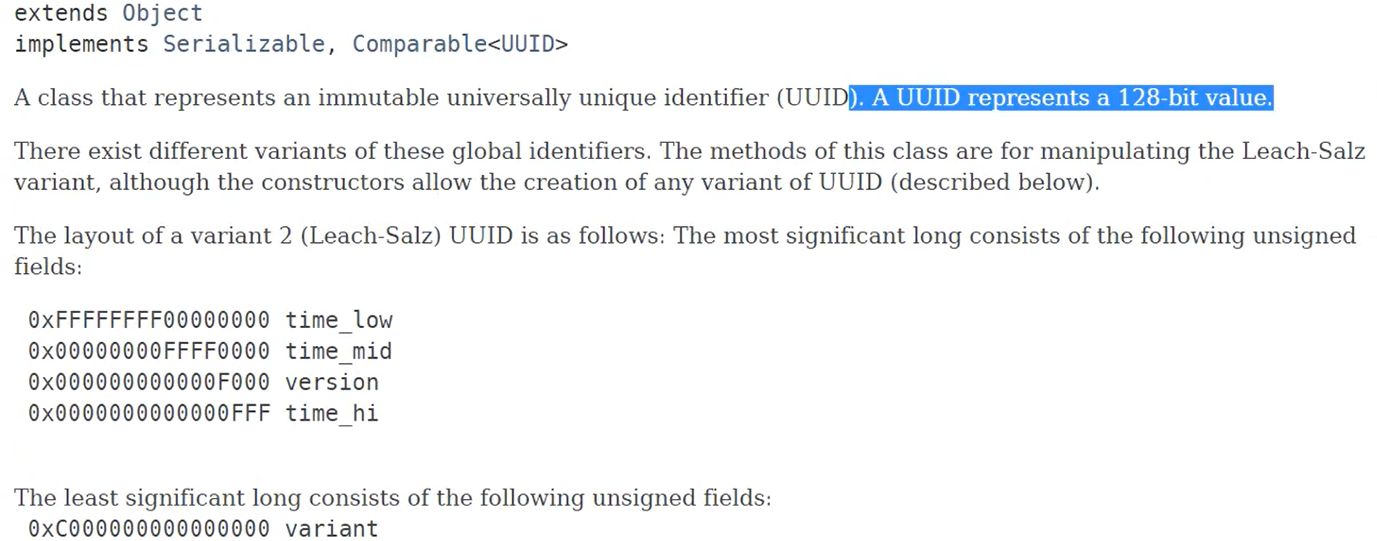 extends Object
implements Serializable, Comparable<UUID>
A class that represents an immutable universally unique identifier (UUID). A UUID represents a 128-bit value.
There exist different variants of these global identifiers. The methods of this class are for manipulating the Leach-Salz
variant, although the constructors allow the creation of any variant of UUID (described below).
The layout of a variant 2 (Leach-Salz) UUID is as follows: The most significant long consists of the following unsigned
fields:
0xFFFFFFFF00000000 time_low
0x00000000FFFF0000 time_mid
0x000000000000F000 version
0x0000000000000FFF time_hi
The least significant long consists of the following unsigned fields:
0xC000000000000000 variant